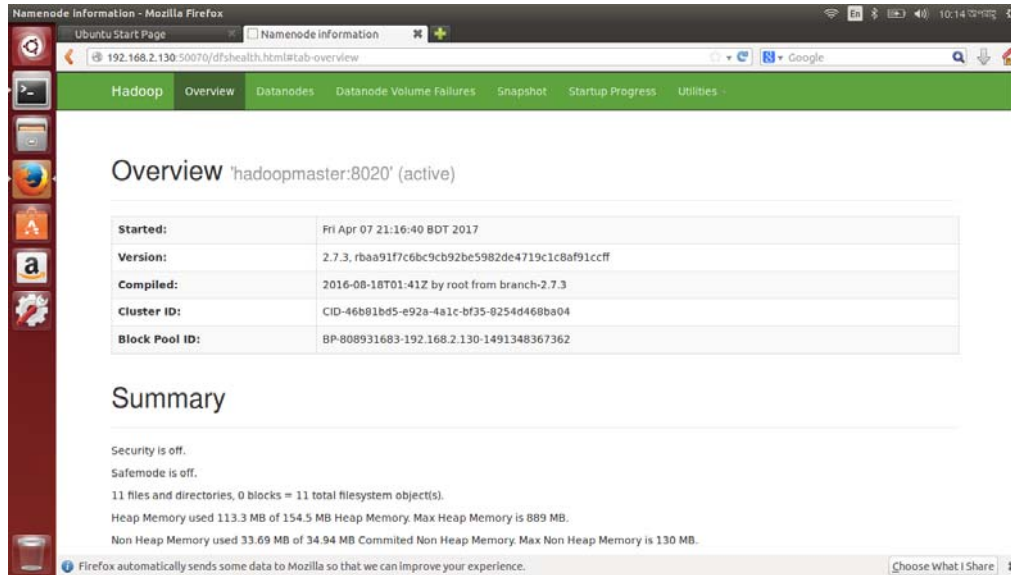 Namenode information - Mozilla Firefox En 10:14 অপরাহ্ণ
Ubuntu Start Page Namenode information
192.168.2.130:50070/dfshealth.html#tab-overview Google
Hadoop Overview Datanodes Datanode Volume Failures Snapshot Startup Progress Utilities
Overview 'hadoopmaster:8020' (active)
Started: Fri Apr 07 21:16:40 BDT 2017
Version: 2.7.3, rbaa91f7c6bc9cb92be5982de4719c1c8af91ccff
Compiled: 2016-08-18T01:41Z by root from branch-2.7.3
Cluster ID: CID-46b81bd5-e92a-4a1c-bf35-8254d468ba04
Block Pool ID: BP-808931683-192.168.2.130-1491348367362
Summary
Security is off.
Safemode is off.
11 files and directories, 0 blocks = 11 total filesystem object(s).
Heap Memory used 113.3 MB of 154.5 MB Heap Memory. Max Heap Memory is 889 MB.
Non Heap Memory used 33.69 MB of 34.94 MB Commited Non Heap Memory. Max Non Heap Memory is 130 MB.
Firefox automatically sends some data to Mozilla so that we can improve your experience. Choose What I Share